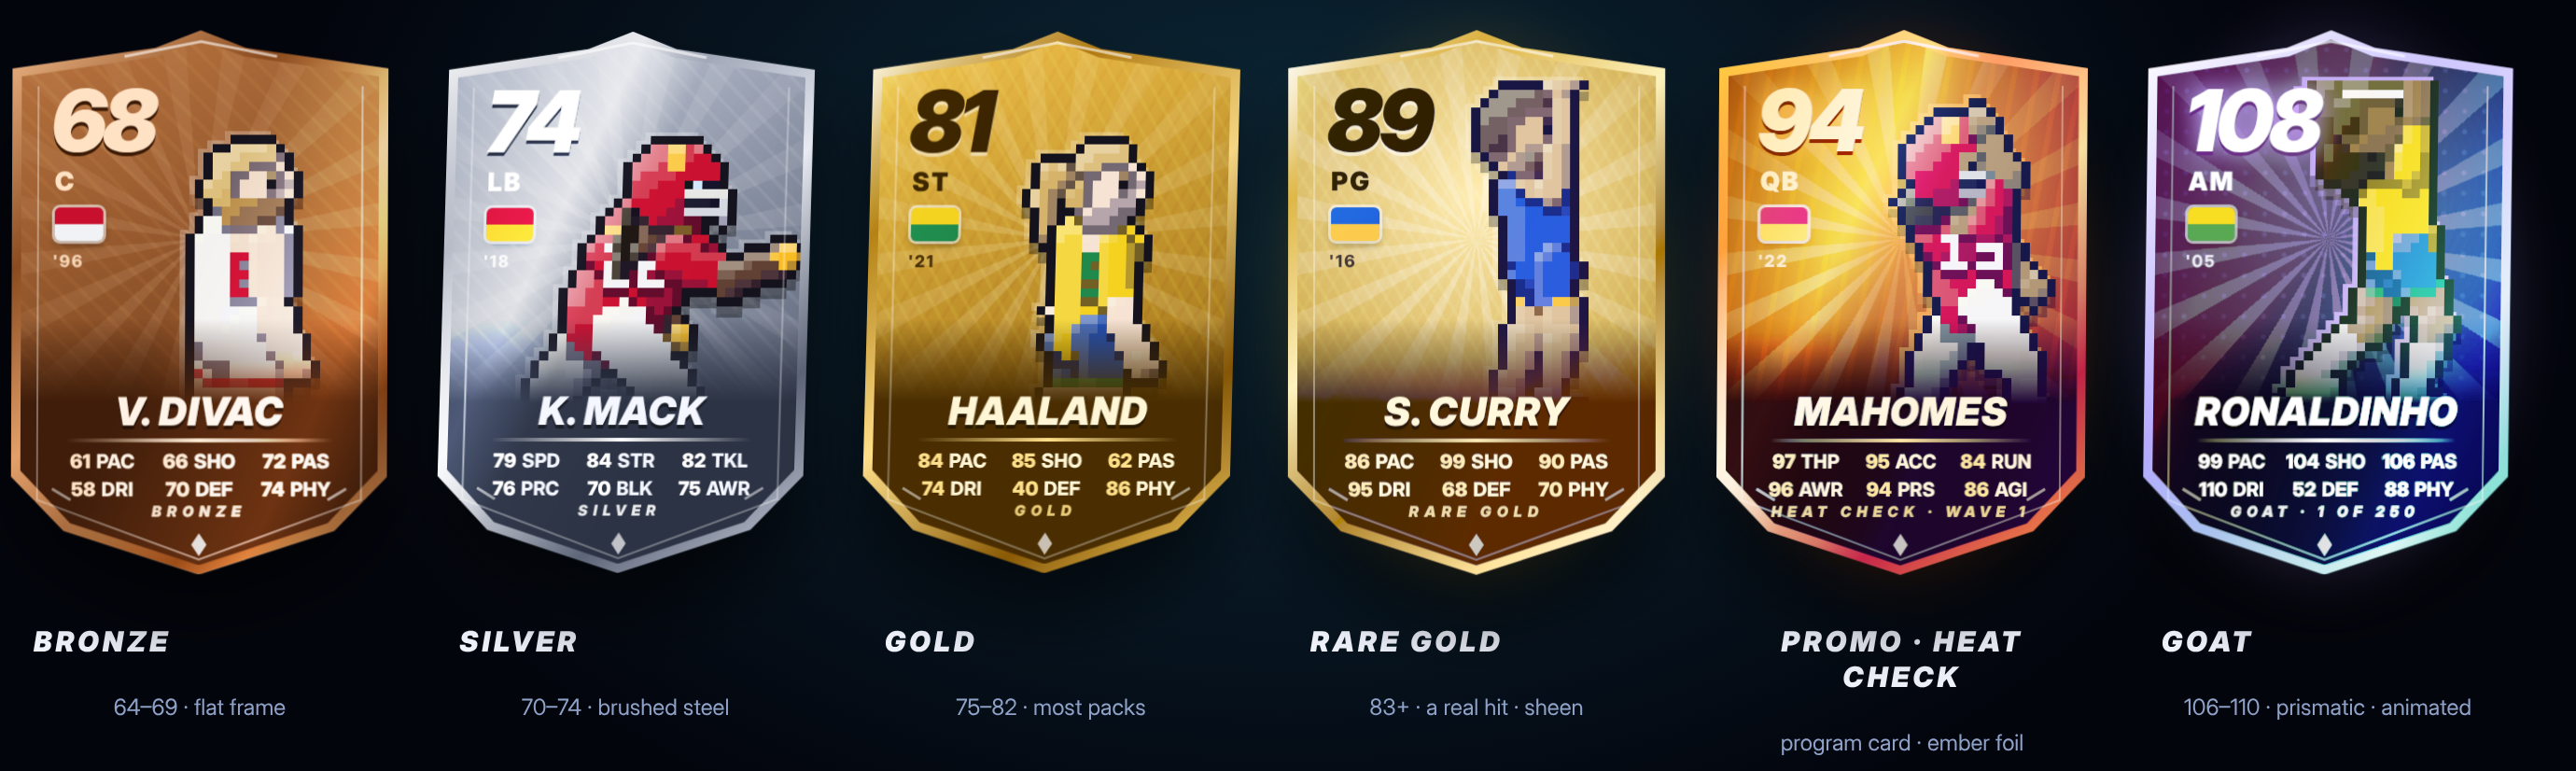 68
C
'96
V. DIVAC
61 PAC 66 SHO 72 PAS
58 DRI 70 DEF 74 PHY
BRONZE
74
LB
'18
K. MACK
79 SPD 84 STR 82 TKL
76 PRC 70 BLK 75 AWR
SILVER
81
ST
'21
HAALAND
84 PAC 85 SHO 62 PAS
74 DRI 40 DEF 86 PHY
GOLD
89
PG
'16
S. CURRY
86 PAC 99 SHO 90 PAS
95 DRI 68 DEF 70 PHY
RARE GOLD
94
QB
'22
15
MAHOMES
97 THP 95 ACC 84 RUN
96 AWR 94 PRS 86 AGI
HEAT CHECK · WAVE 1
108
AM
'05
RONALDINHO
99 PAC 104 SHO 106 PAS
110 DRI 52 DEF 88 PHY
GOAT · 1 OF 250
BRONZE
64–69 · flat frame
SILVER
70–74 · brushed steel
GOLD
75–82 · most packs
RARE GOLD
83+ · a real hit · sheen
PROMO · HEAT
CHECK
program card · ember foil
GOAT
106–110 · prismatic · animated